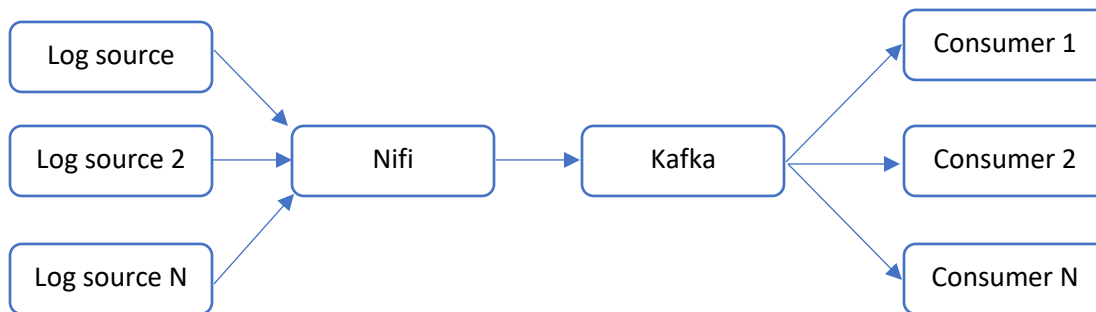 Log source
Log source 2
Log source N
Nifi
Kafka
Consumer 1
Consumer 2
Consumer N